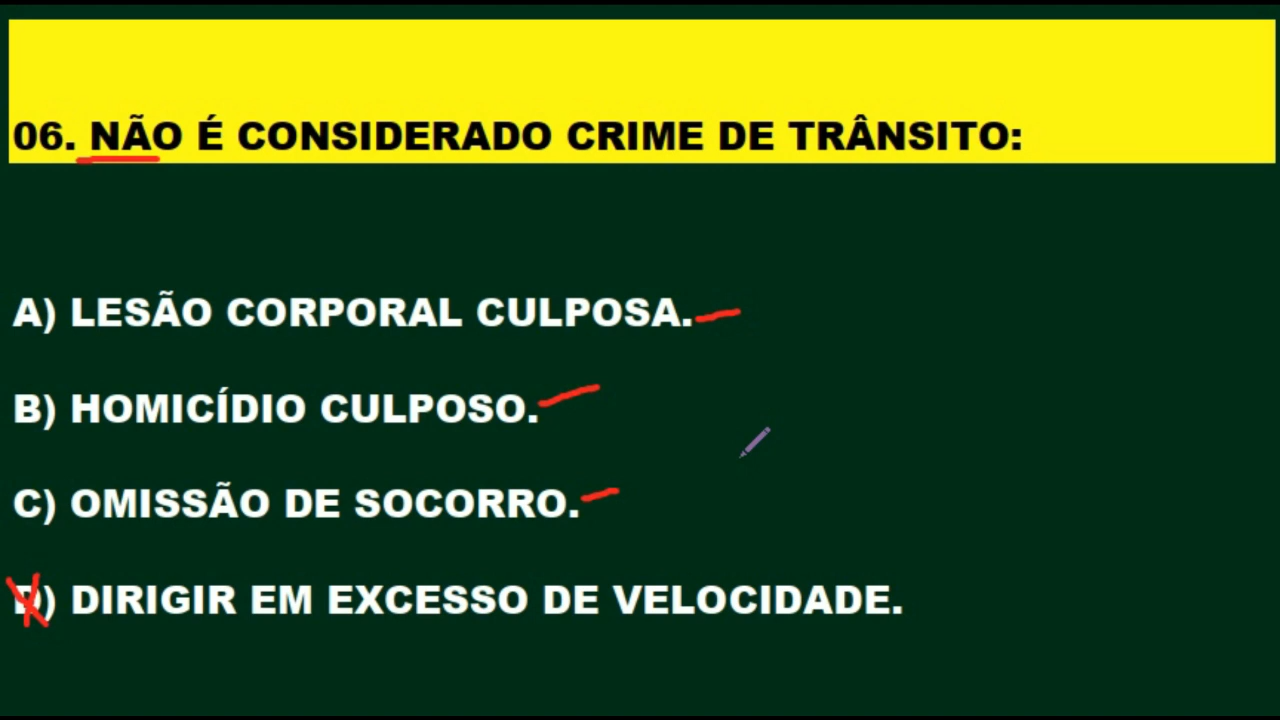 06. NÃO É CONSIDERADO CRIME DE TRÂNSITO:
A) LESÃO CORPORAL CULPOSA.
B) HOMICÍDIO CULPOSO.
C) OMISSÃO DE SOCORRO.
D) DIRIGIR EM EXCESSO DE VELOCIDADE.